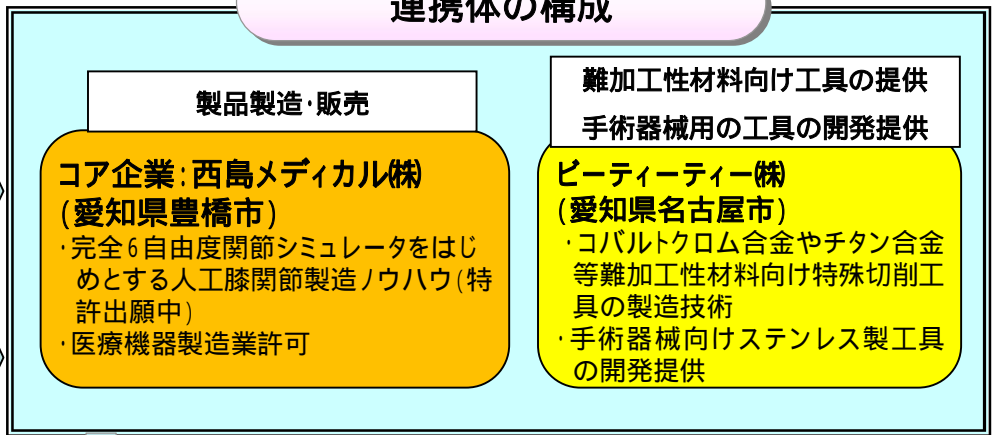 連携体の構成
製品製造・販売
コア企業:西島メディカル㈱
(愛知県豊橋市)
・完全6自由度関節シミュレータをはじ
めとする人工膝関節製造ノウハウ(特
許出願中)
・医療機器製造業許可
難加工性材料向け工具の提供
手術器械用の工具の開発提供
ビーティーティー㈱
(愛知県名古屋市)
・コバルトクロム合金やチタン合金
等難加工性材料向け特殊切削工
具の製造技術
・手術器械向けステンレス製工具
の開発提供